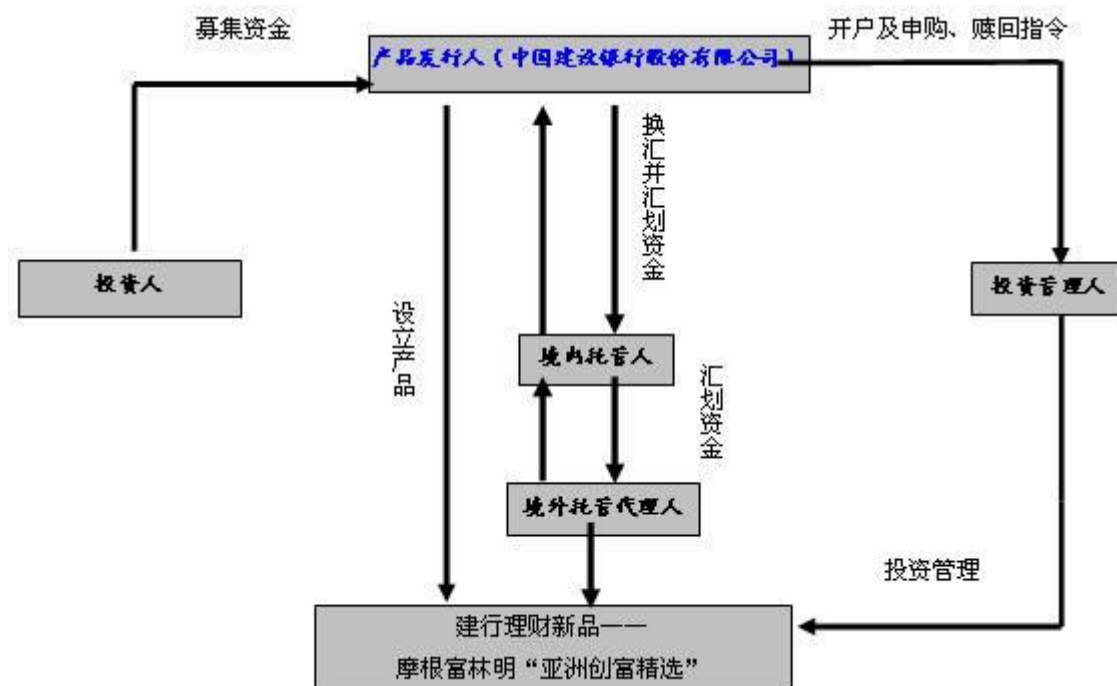 募集资金
开户及申购、赎回指令
产品发行人(中国建设银行股份有限公司)
换汇并汇划资金
投资人
投资管理人
设立产品
境内托管人
汇划资金
境外托管代理人
投资管理
建行理财新品——
摩根富林明“亚洲创富精选”